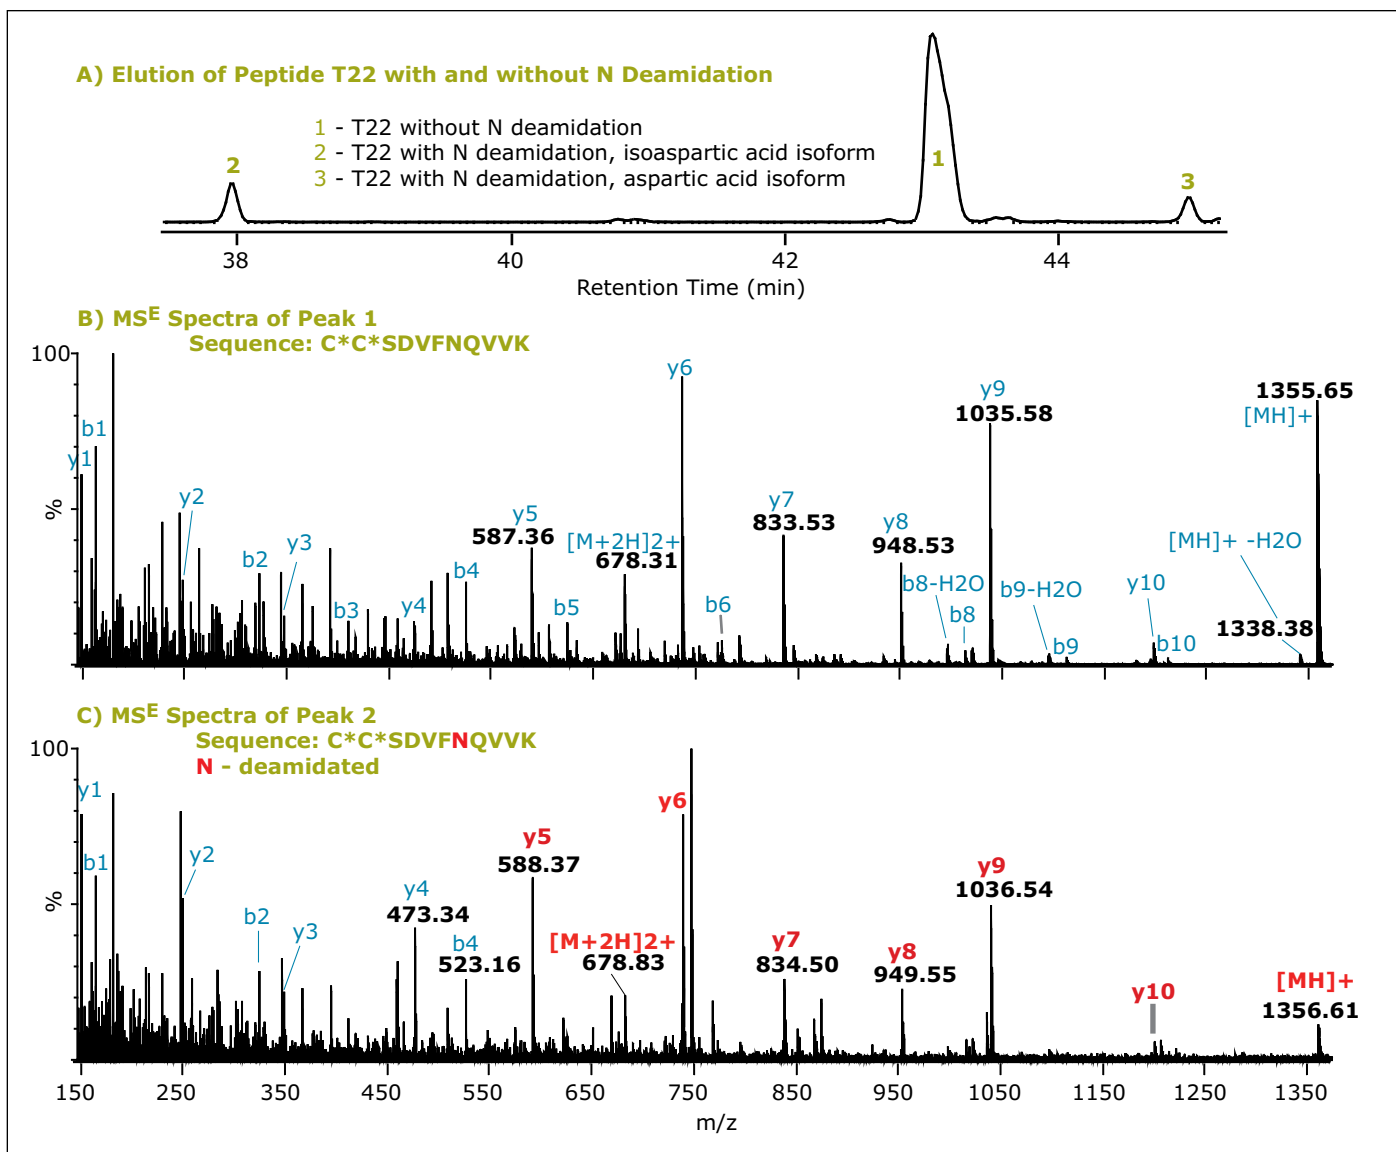 A) Elution of Peptide T22 with and without N Deamidation
1 - T22 without N deamidation
2 - T22 with N deamidation, isoaspartic acid isoform
3 - T22 with N deamidation, aspartic acid isoform
2
1
3
38
40
42
44
Retention Time (min)
B) MSE Spectra of Peak 1
Sequence: C*C*SDVFNQVVK
100
%
y1
b1
y2
b2
y3
b3
y4
b4
y5
587.36
b5
[M+2H]2+
678.31
y6
b6
y7
833.53
y8
948.53
b8-H2O
b8
y9
1035.58
b9-H2O
b9
y10
b10
[MH]+ -H2O
1338.38
1355.65
[MH]+
C) MSE Spectra of Peak 2
Sequence: C*C*SDVFNQVVK
N - deamidated
100
%
y1
b1
y2
b2
y3
y4
473.34
b4
523.16
y5
588.37
[M+2H]2+
678.83
y6
y7
834.50
y8
949.55
y9
1036.54
y10
[MH]+
1356.61
150
250
350
450
550
650
750
850
950
1050
1150
1250
1350
m/z